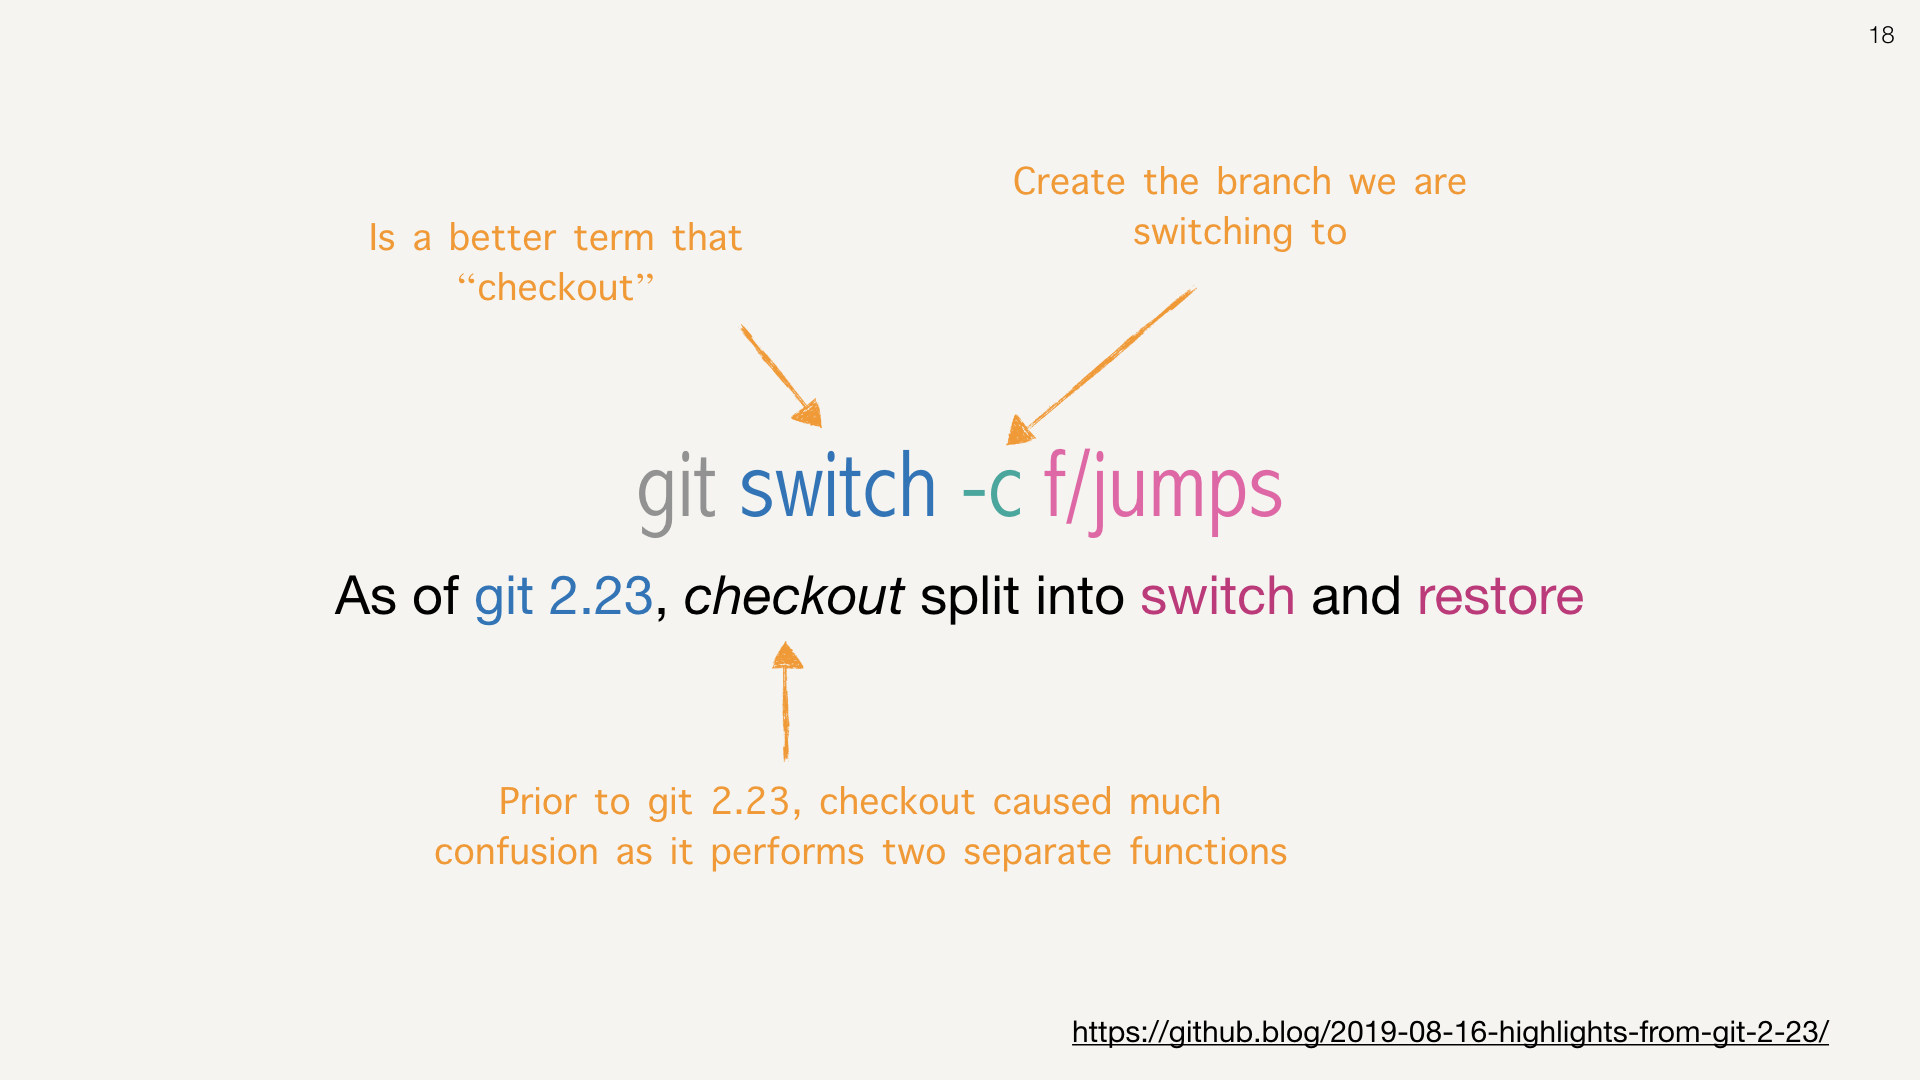 18
Create the branch we are
switching to
Is a better term that
“checkout”
git switch -c f/jumps
As of git 2.23, checkout split into switch and restore
Prior to git 2.23, checkout caused much
confusion as it performs two separate functions
https://github.blog/2019-08-16-highlights-from-git-2-23/